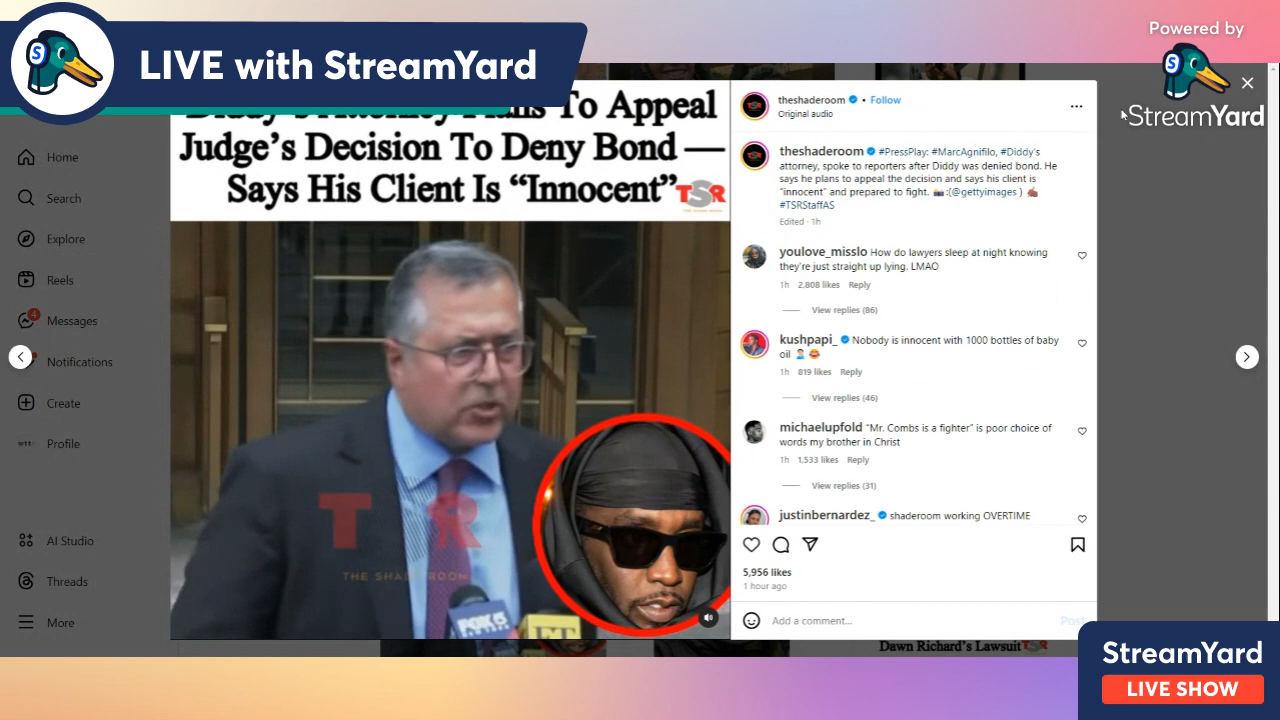 LIVE with StreamYard
Powered by
StreamYard
To Appeal
Judge's Decision To Deny Bond —
Says His Client Is "Innocent"
TSR
Home
Search
Explore
Reels
4
Messages
Notifications
Create
Profile
AI Studio
Threads
More
T R
THE SHADE ROOM
FOX 5
theshaderoom • Follow
Original audio
theshaderoom #PressPlay: #MarcAgnifilo, #Diddy's
attorney, spoke to reporters after Diddy was denied bond. He
says he plans to appeal the decision and says his client is
"innocent" and prepared to fight. 📸:(@gettyimages ) ✍🏾
#TSRStaffAS
Edited · 1h
youlove_misslo How do lawyers sleep at night knowing
they're just straight up lying. LMAO
1h 2,808 likes Reply
View replies (86)
kushpapi_ Nobody is innocent with 1000 bottles of baby
oil
1h 819 likes Reply
View replies (46)
michaelupfold "Mr. Combs is a fighter" is poor choice of
words my brother in Christ
1h 1,533 likes Reply
View replies (31)
justinbernardez_ shaderoom working OVERTIME
5,956 likes
1 hour ago
Add a comment...
Post
Dawn Richard's Lawsuit TSR
StreamYard
LIVE SHOW